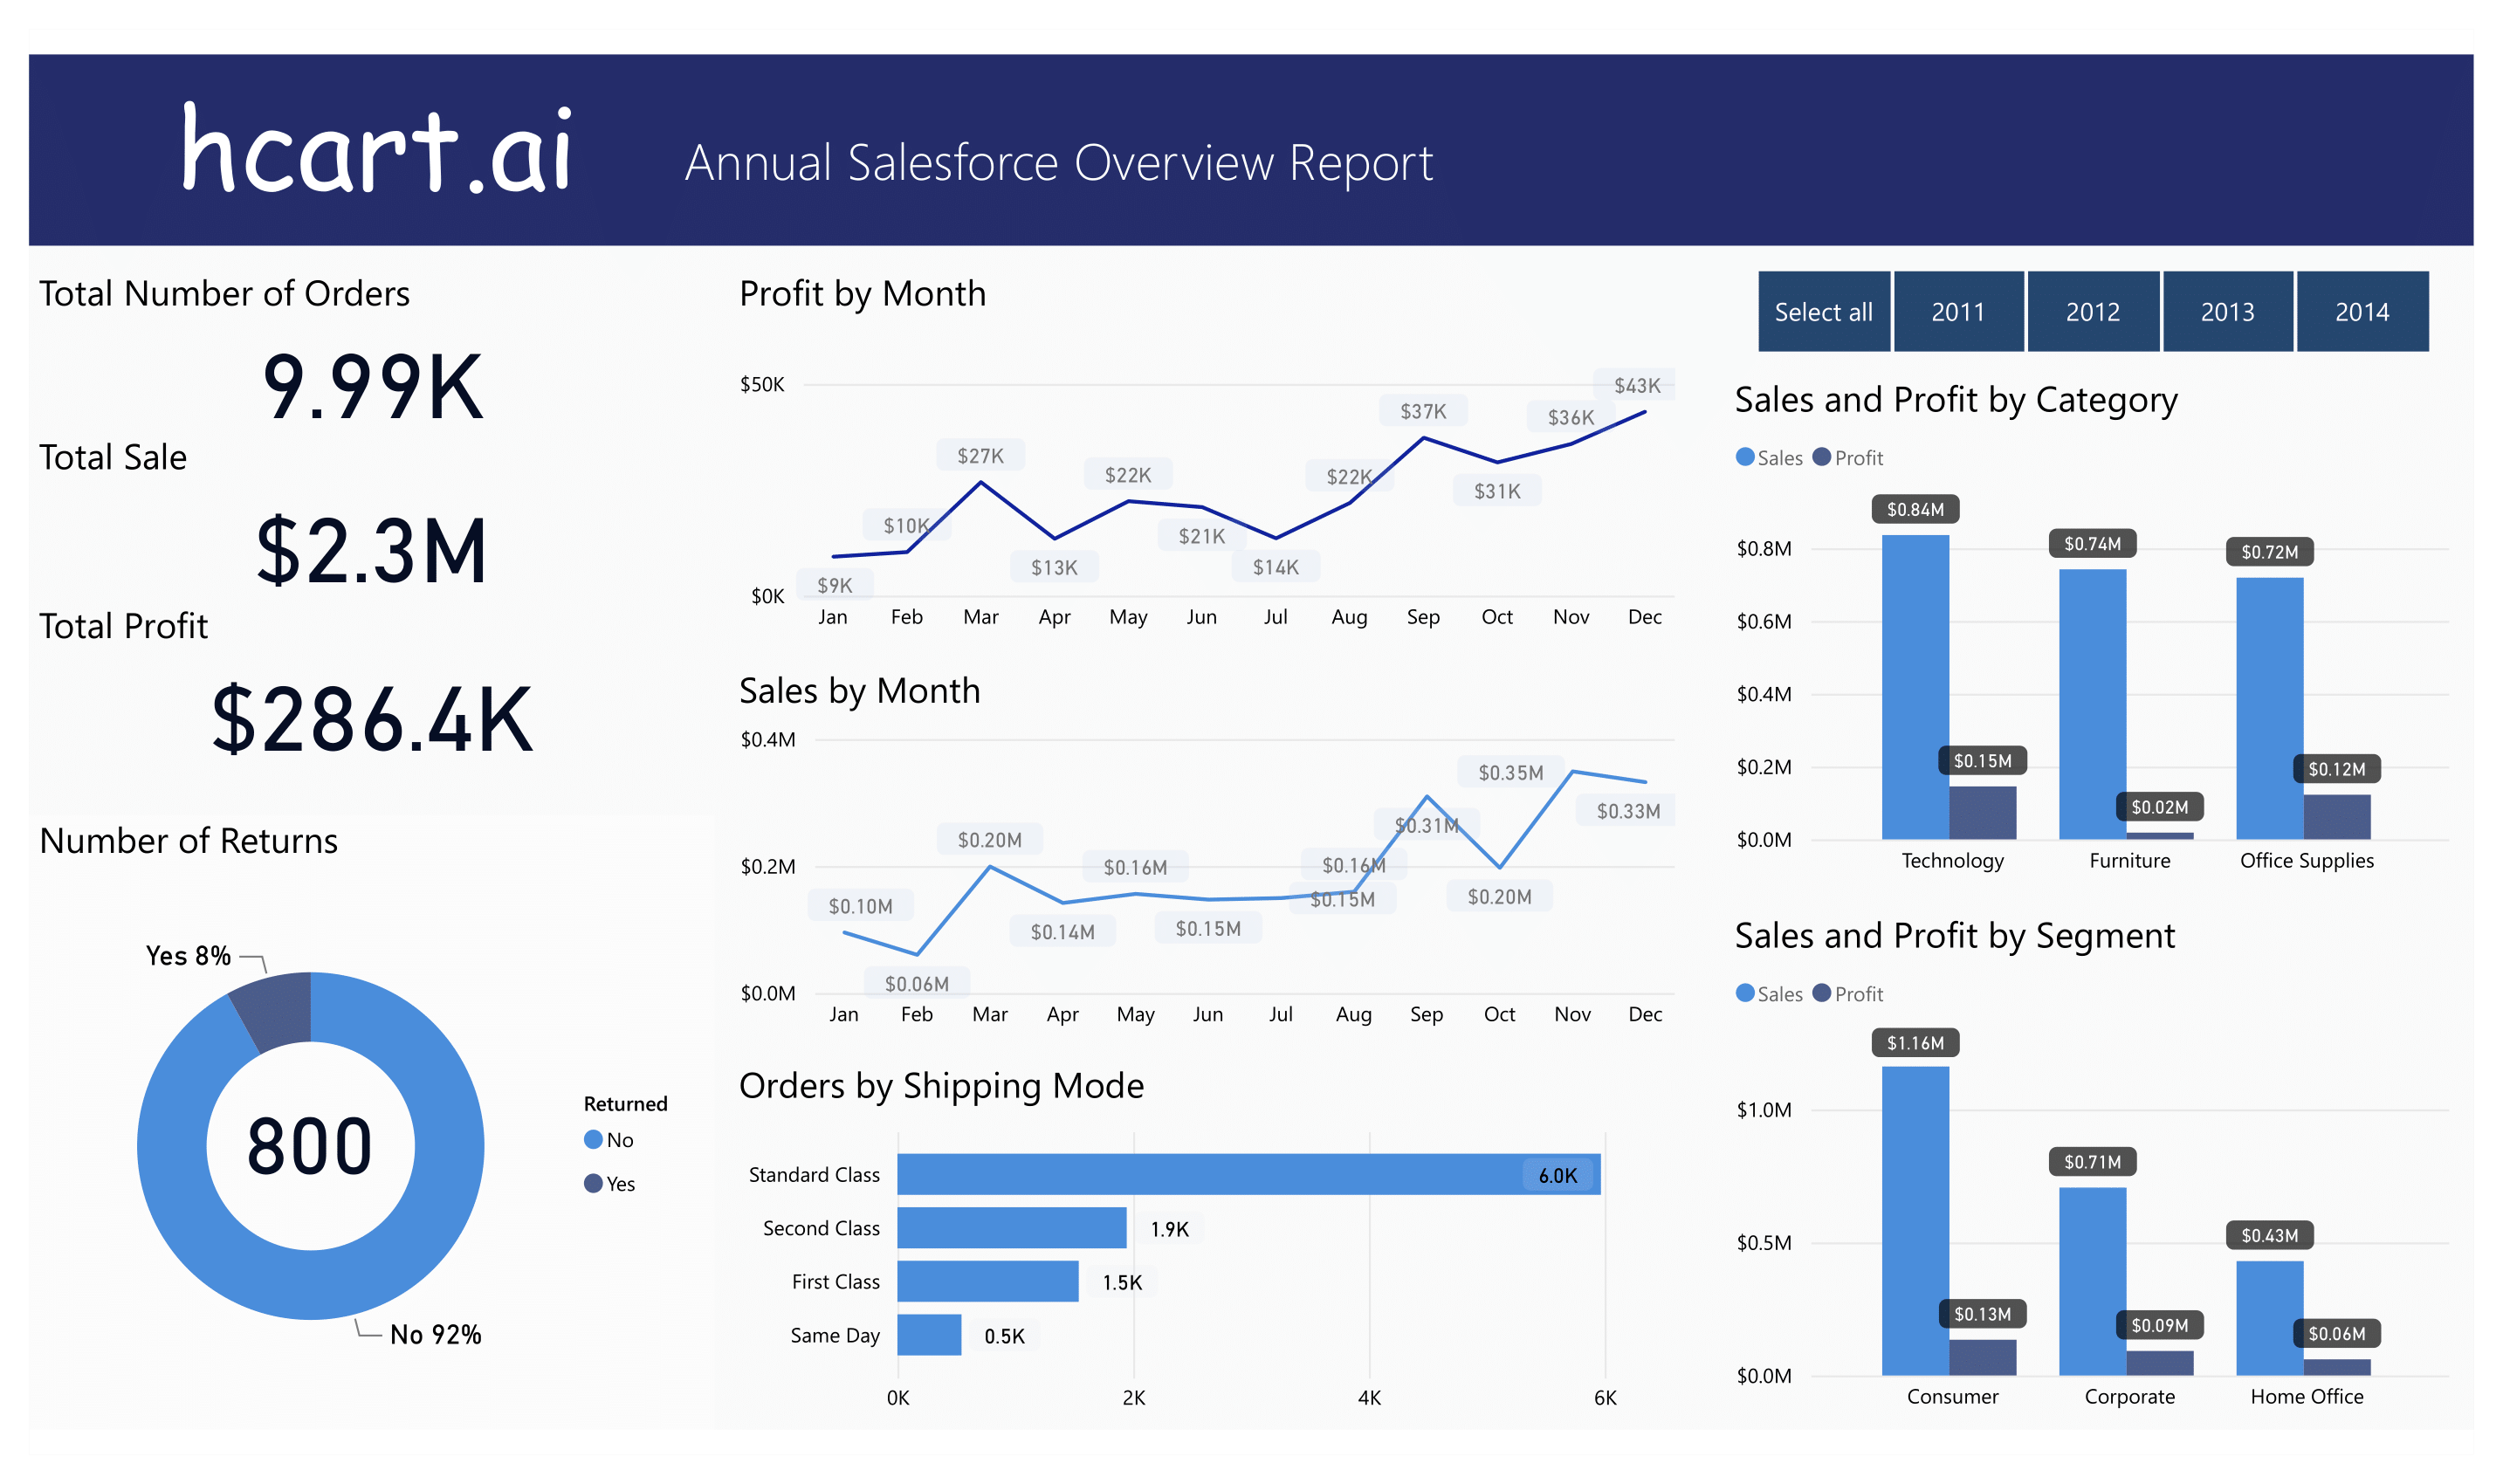 hcart.ai
Annual Salesforce Overview Report
Total Number of Orders
9.99K
Total Sale
$2.3M
Total Profit
$286.4K
Number of Returns
Yes 8%
800
No 92%
Returned
No
Yes
Profit by Month
$50K
$0K
$9K
$10K
$27K
$13K
$22K
$21K
$14K
$22K
$37K
$31K
$36K
$43K
Jan Feb Mar Apr May Jun Jul Aug Sep Oct Nov Dec
Sales by Month
$0.4M
$0.2M
$0.0M
$0.10M
$0.06M
$0.20M
$0.14M
$0.16M
$0.15M
$0.15M
$0.16M
$0.31M
$0.20M
$0.35M
$0.33M
Jan Feb Mar Apr May Jun Jul Aug Sep Oct Nov Dec
Orders by Shipping Mode
Standard Class 6.0K
Second Class 1.9K
First Class 1.5K
Same Day 0.5K
0K 2K 4K 6K
Select all 2011 2012 2013 2014
Sales and Profit by Category
Sales Profit
$0.8M
$0.6M
$0.4M
$0.2M
$0.0M
$0.84M
$0.15M
$0.74M
$0.02M
$0.72M
$0.12M
Technology Furniture Office Supplies
Sales and Profit by Segment
Sales Profit
$1.0M
$0.5M
$0.0M
$1.16M
$0.13M
$0.71M
$0.09M
$0.43M
$0.06M
Consumer Corporate Home Office